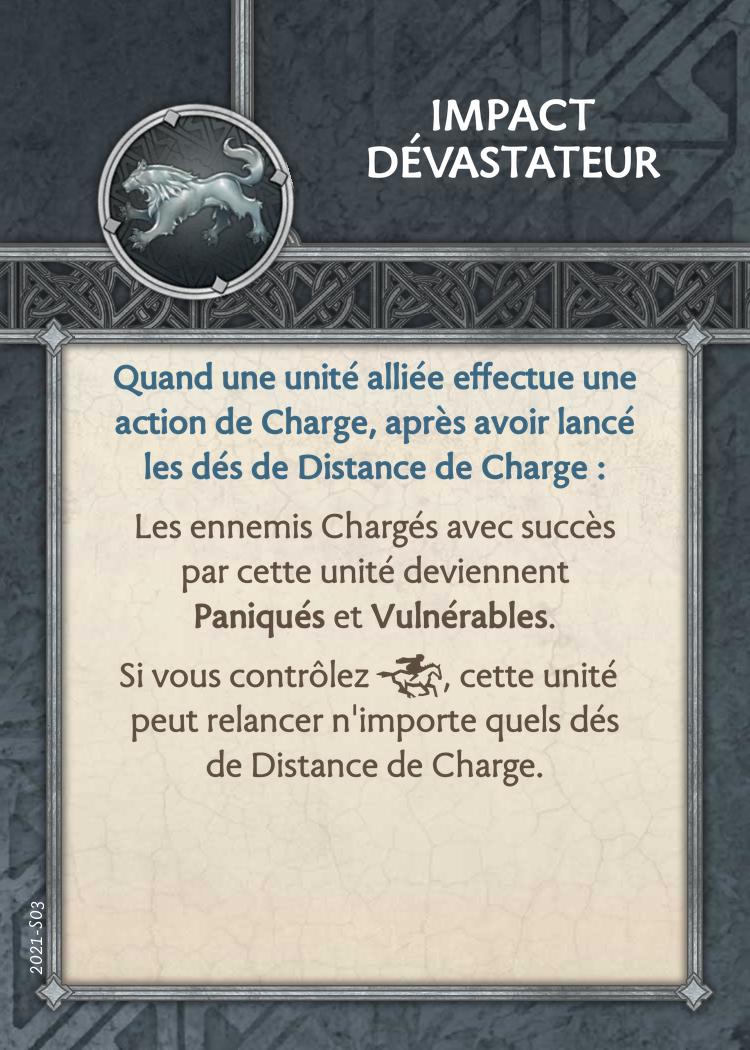 IMPACT
DÉVASTATEUR
Quand une unité alliée effectue une
action de Charge, après avoir lancé
les dés de Distance de Charge :
Les ennemis Chargés avec succès
par cette unité deviennent
Paniqués et Vulnérables.
Si vous contrôlez , cette unité
peut relancer n'importe quels dés
de Distance de Charge.
2021-S03